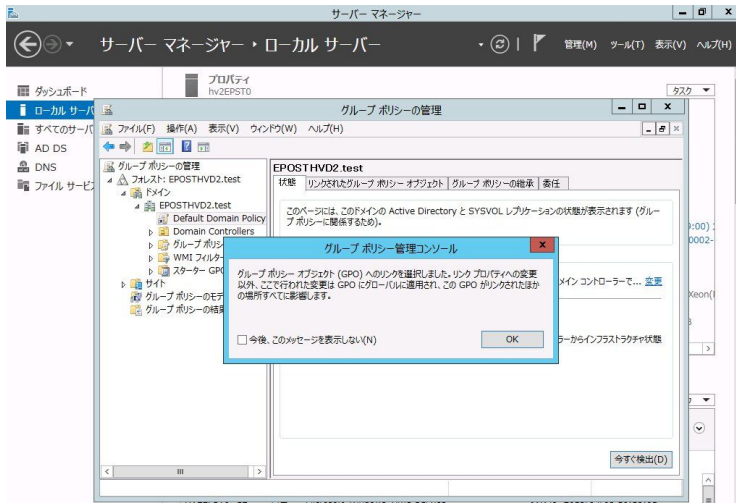 サーバー マネージャー
サーバー マネージャー ・ ローカル サーバー
管理(M) ツール(T) 表示(V) ヘルプ(H)
ダッシュボード
ローカル サーバ
すべてのサーバ
AD DS
DNS
ファイル サービ
プロパティ
hv2EPST0
タスク
グループ ポリシーの管理
ファイル(F) 操作(A) 表示(V) ウィンドウ(W) ヘルプ(H)
グループ ポリシーの管理
フォレスト: EPOSTHVD2.test
ドメイン
EPOSTHVD2.test
Default Domain Policy
Domain Controllers
グループ ポリシ
WMI フィルター
スターター GPO
サイト
グループ ポリシーのモデ
グループ ポリシーの結果
EPOSTHVD2.test
状態 リンクされたグループ ポリシー オブジェクト グループ ポリシーの継承 委任
このページには、このドメインの Active Directory と SYSVOL レプリケーションの状態が表示されます (グルー
プ ポリシーに関係するため)。
メイン コントローラーで... 変更
ラーからインフラストラクチャ状態
今すぐ検出(D)
グループ ポリシー管理コンソール
グループ ポリシー オブジェクト (GPO) へのリンクを選択しました。リンク プロパティへの変更
以外、ここで行われた変更は GPO にグローバルに適用され、この GPO がリンクされたほか
の場所すべてに影響します。
今後、このメッセージを表示しない(N)
OK
9:00)
0002-
Xeon(